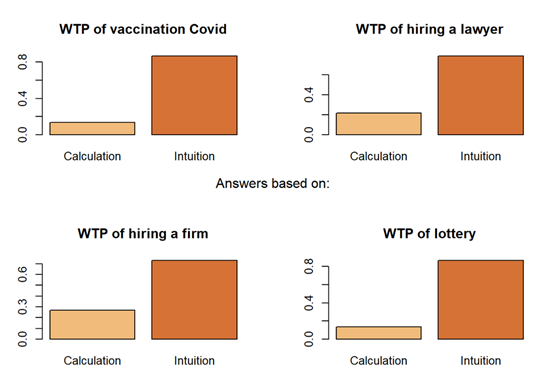 WTP of vaccination Covid
0.0 0.4 0.8
Calculation Intuition
WTP of hiring a lawyer
0.0 0.4
Calculation Intuition
Answers based on:
WTP of hiring a firm
0.0 0.3 0.6
Calculation Intuition
WTP of lottery
0.0 0.4 0.8
Calculation Intuition